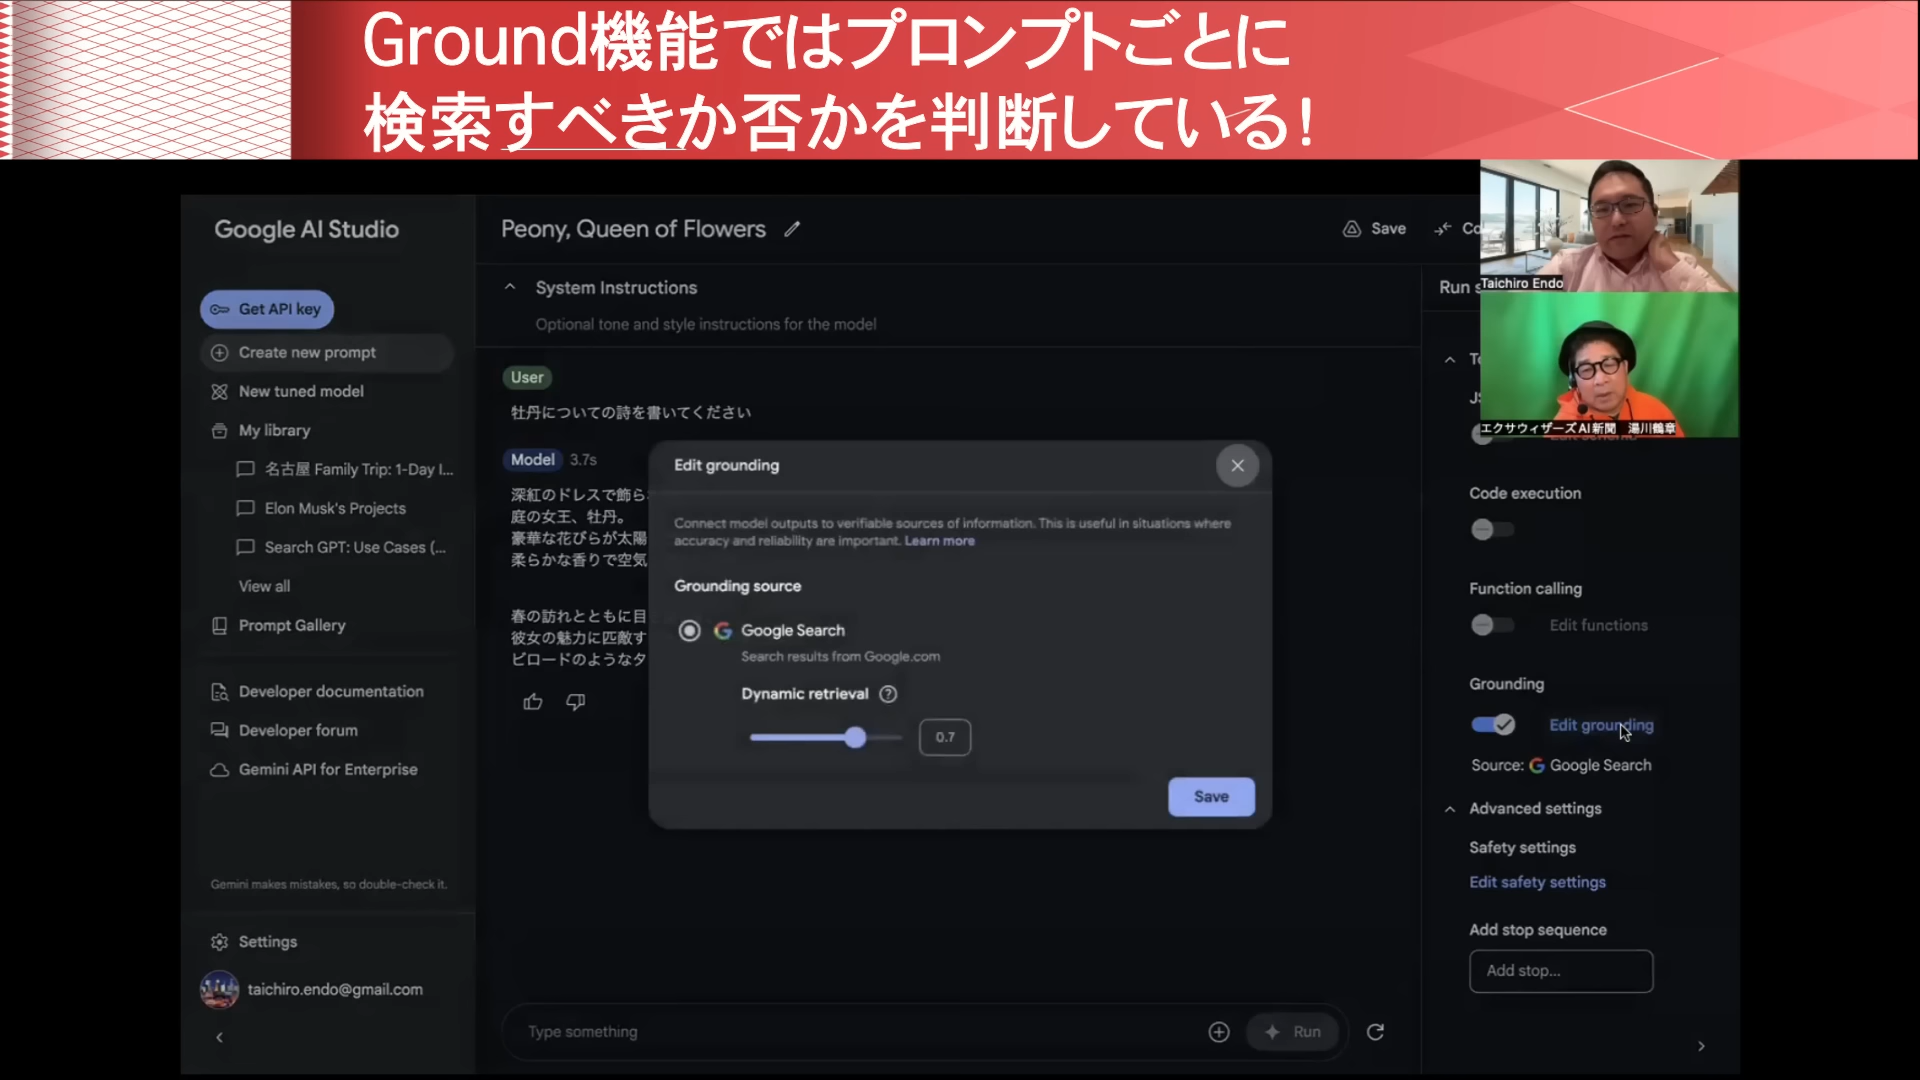 Ground機能ではプロンプトごとに
検索すべきか否かを判断している!
Google AI Studio
Get API key
Create new prompt
New tuned model
My library
名古屋 Family Trip: 1-Day I...
Elon Musk's Projects
Search GPT: Use Cases (...
View all
Prompt Gallery
Developer documentation
Developer forum
Gemini API for Enterprise
Gemini makes mistakes, so double-check it.
Settings
taichiro.endo@gmail.com
Peony, Queen of Flowers
Save
Co
System Instructions
Optional tone and style instructions for the model
User
牡丹についての詩を書いてください
Model 3.7s
深紅のドレスで飾ら
庭の女王、牡丹。
豪華な花びらが太陽
柔らかな香りで空気
春の訪れとともに目
彼女の魅力に匹敵す
ビロードのようなタ
Edit grounding
Connect model outputs to verifiable sources of information. This is useful in situations where
accuracy and reliability are important. Learn more
Grounding source
Google Search
Search results from Google.com
Dynamic retrieval
0.7
Save
Type something
Run
Run s
Taichiro Endo
エクサウィザーズAI新聞 湯川鶴章
Code execution
Function calling
Edit functions
Grounding
Edit grounding
Source: G Google Search
Advanced settings
Safety settings
Edit safety settings
Add stop sequence
Add stop...